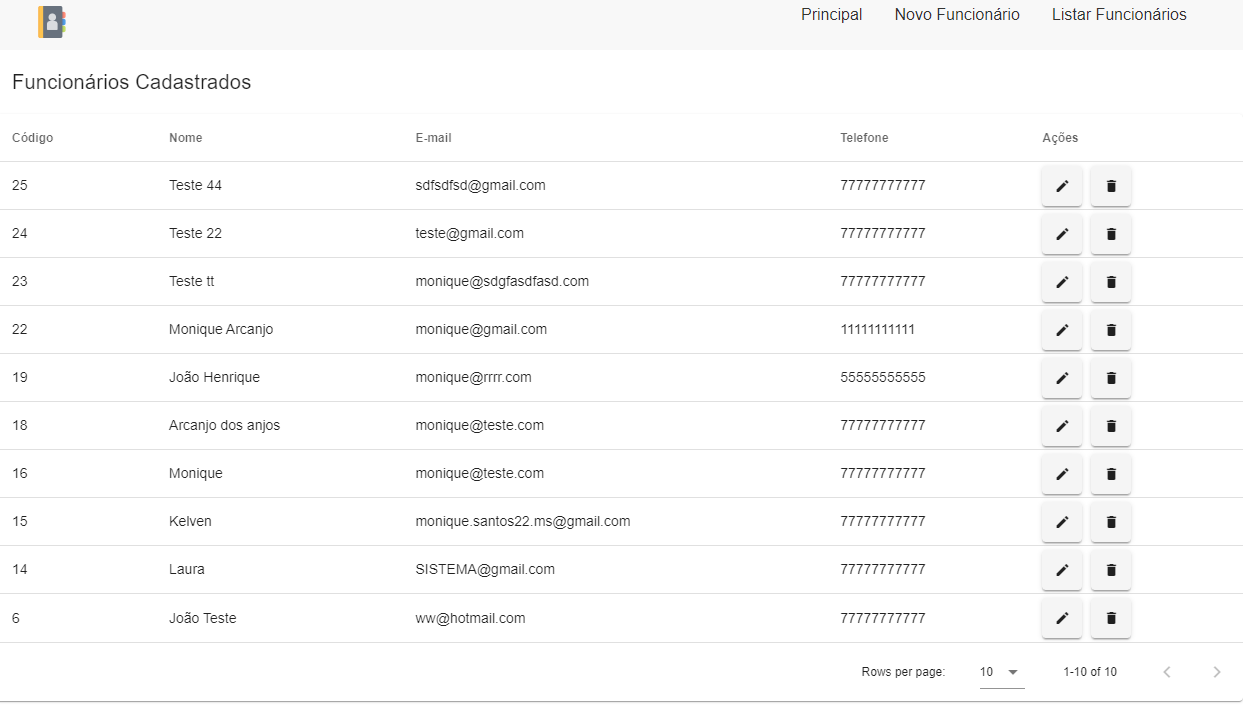 Principal Novo Funcionário Listar Funcionários
Funcionários Cadastrados
Código Nome E-mail Telefone Ações
25 Teste 44 sdfsdfsd@gmail.com 77777777777
24 Teste 22 teste@gmail.com 77777777777
23 Teste tt monique@sdgfasdfasd.com 77777777777
22 Monique Arcanjo monique@gmail.com 11111111111
19 João Henrique monique@rrrr.com 55555555555
18 Arcanjo dos anjos monique@teste.com 77777777777
16 Monique monique@teste.com 77777777777
15 Kelven monique.santos22.ms@gmail.com 77777777777
14 Laura SISTEMA@gmail.com 77777777777
6 João Teste ww@hotmail.com 77777777777
Rows per page: 10 1-10 of 10